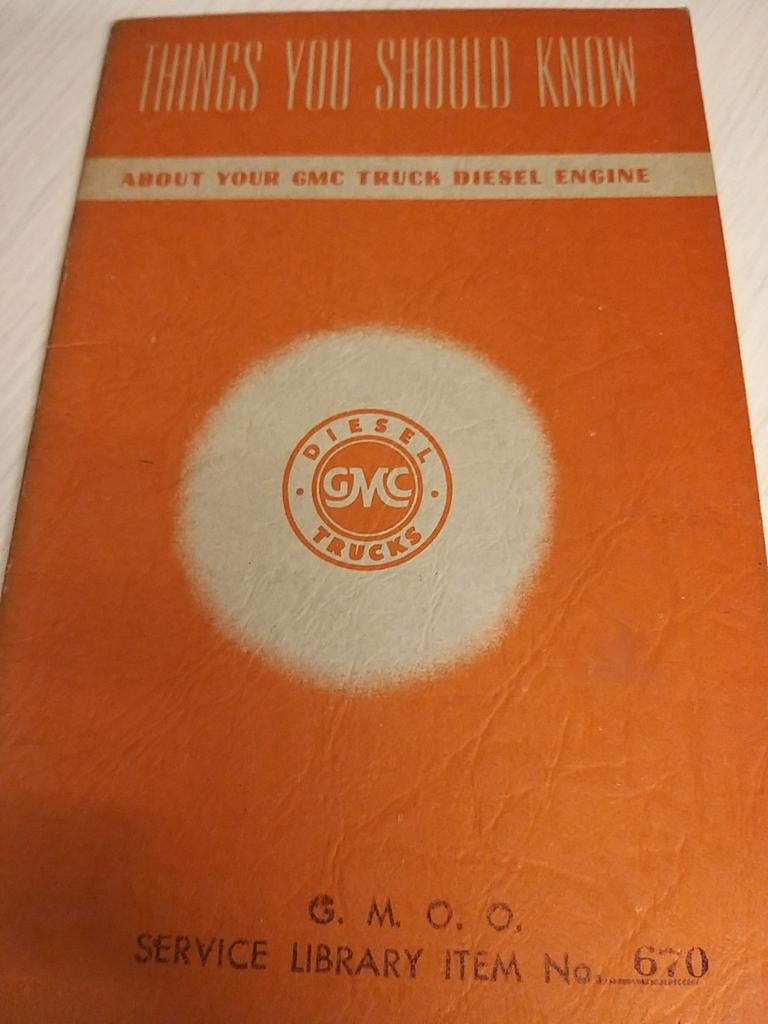 THINGS YOU SHOULD KNOW
ABOUT YOUR GMC TRUCK DIESEL ENGINE
DIESEL
GMC
TRUCKS
G. M. O. O.
SERVICE LIBRARY ITEM No. 670